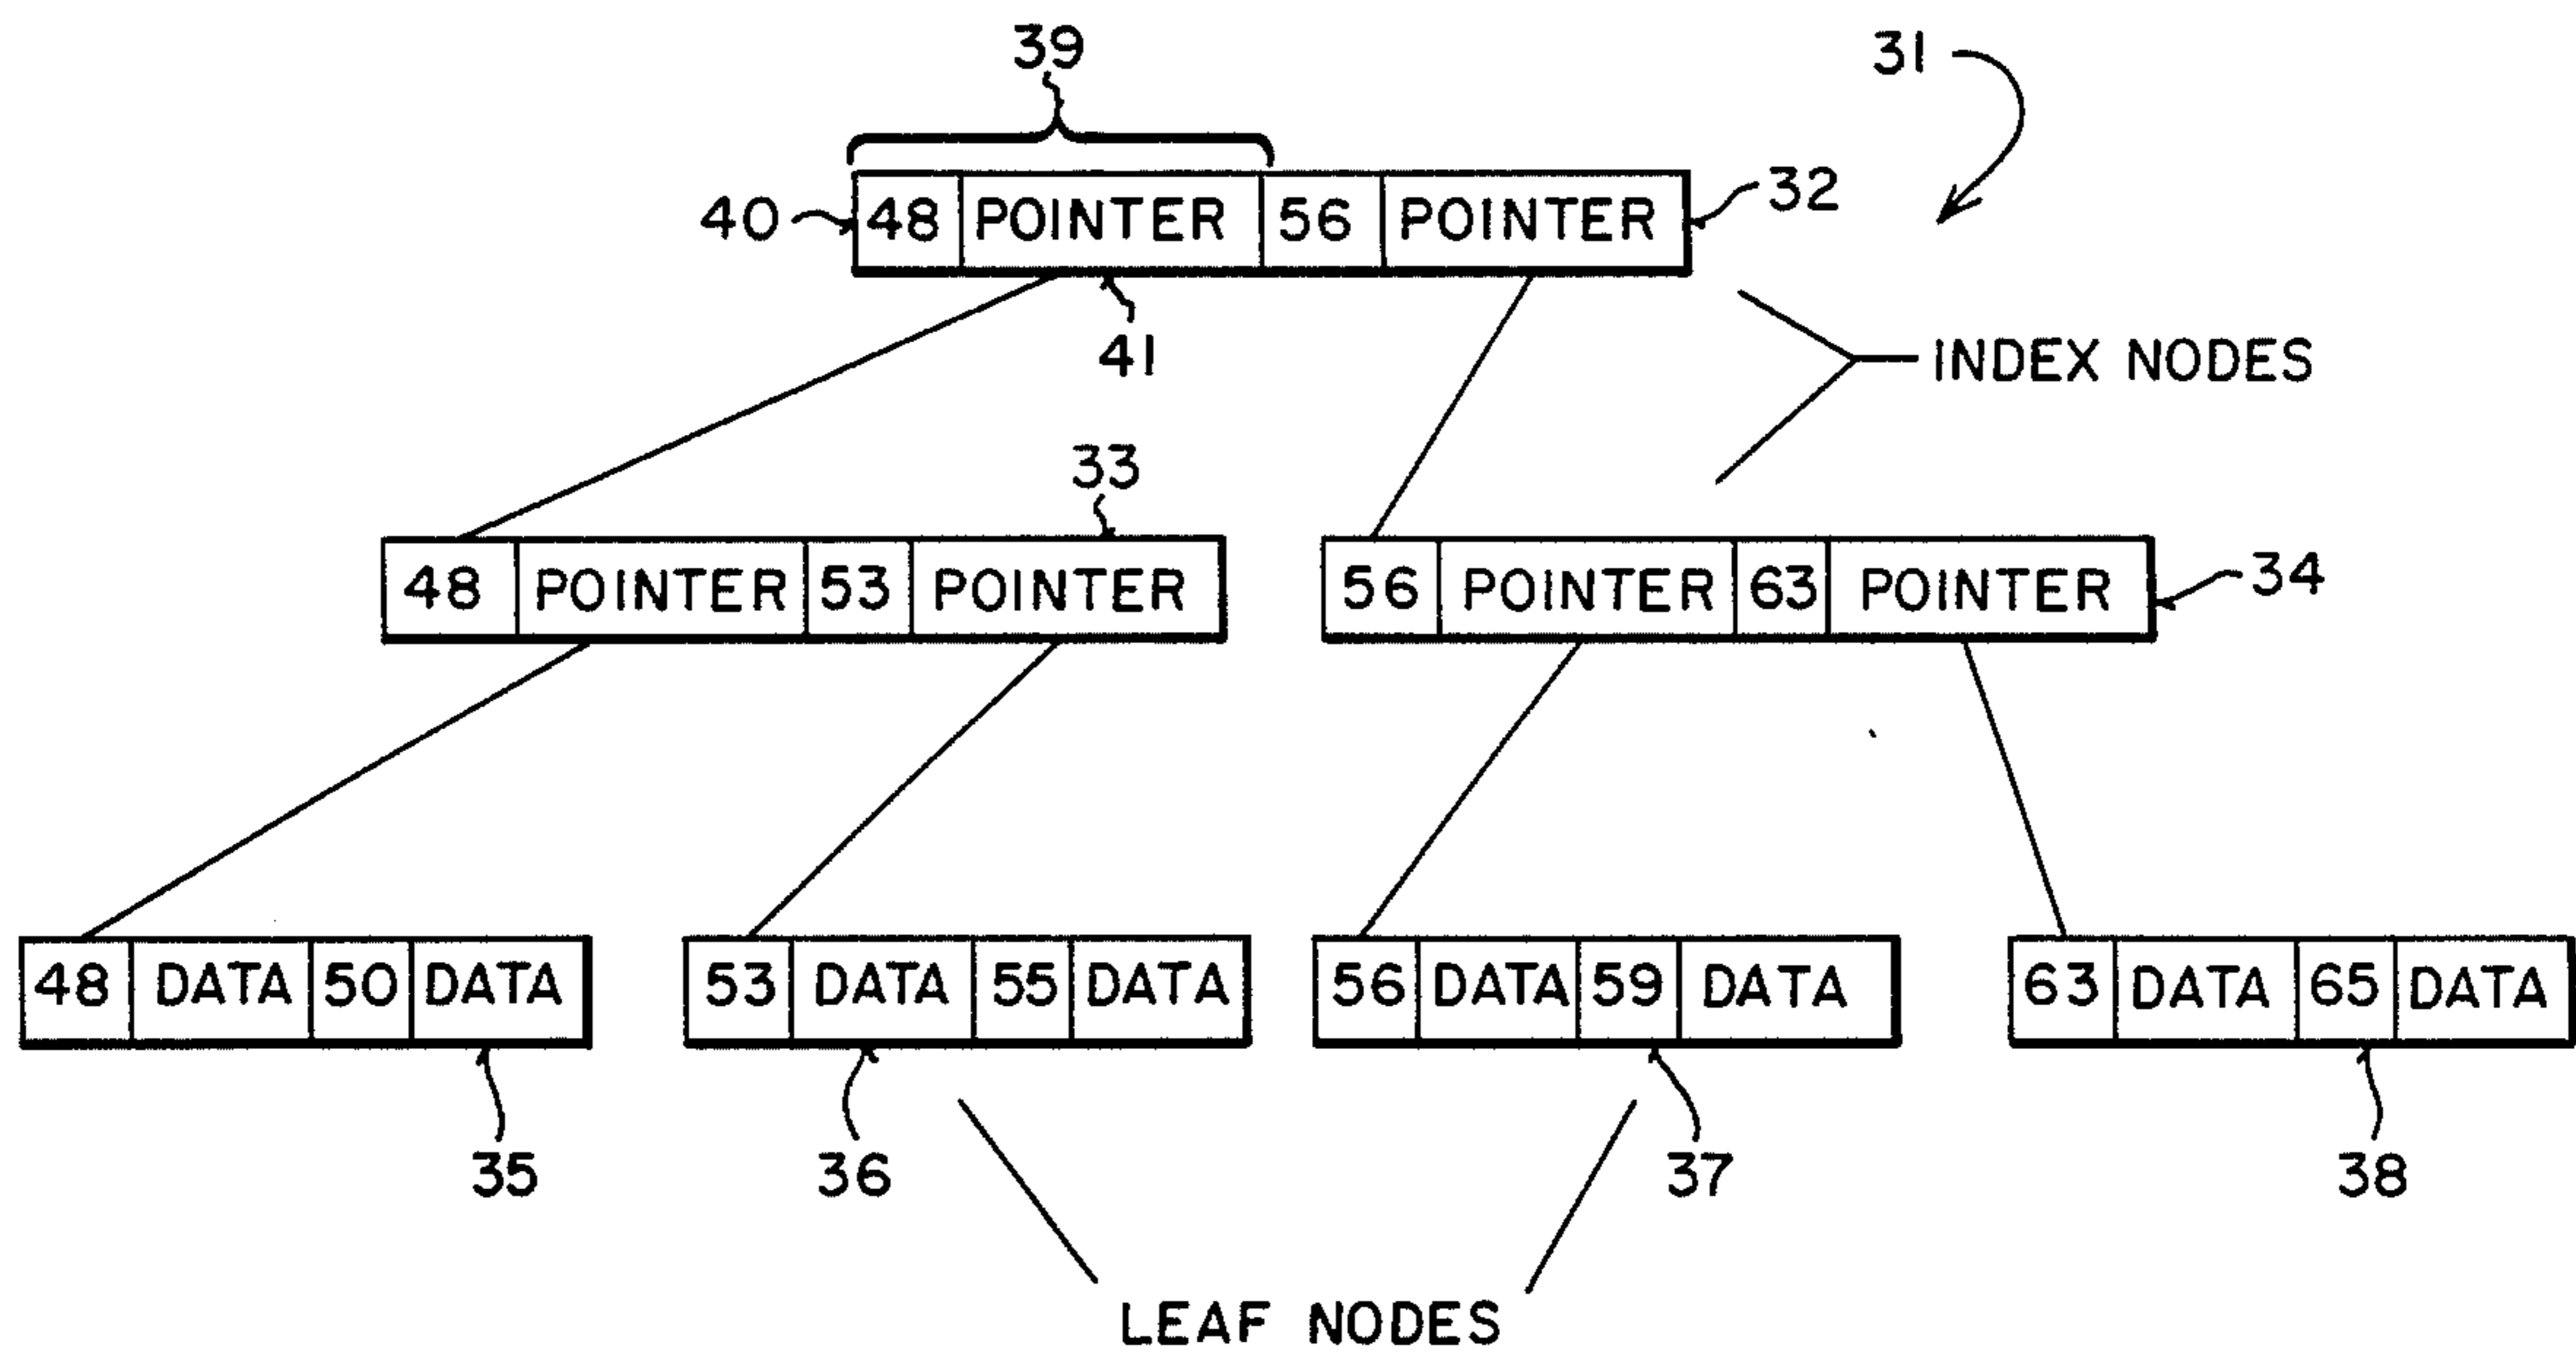 39
31
40 48 POINTER 56 POINTER 32
41
INDEX NODES
33
48 POINTER 53 POINTER 56 POINTER 63 POINTER 34
48 DATA 50 DATA 53 DATA 55 DATA 56 DATA 59 DATA 63 DATA 65 DATA
35 36 37 38
LEAF NODES